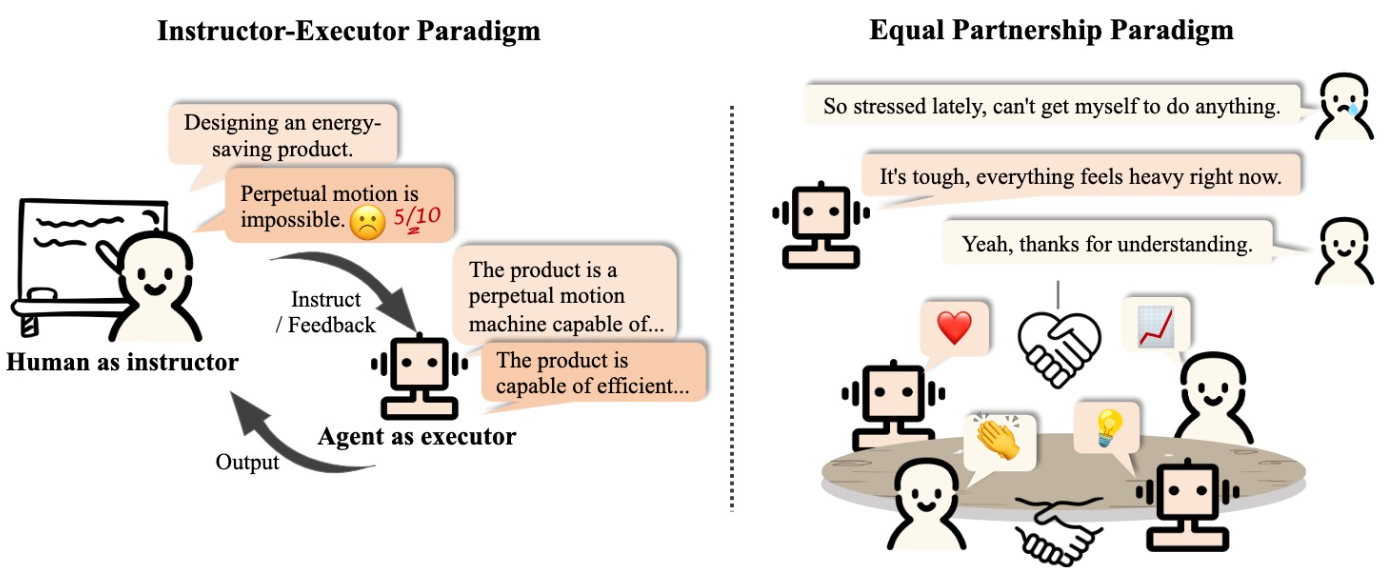 Instructor-Executor Paradigm
Designing an energy-
saving product.
Perpetual motion is
impossible. 5/10
Instruct
/ Feedback
The product is a
perpetual motion
machine capable of...
The product is
capable of efficient...
Human as instructor
Agent as executor
Output
Equal Partnership Paradigm
So stressed lately, can't get myself to do anything.
It's tough, everything feels heavy right now.
Yeah, thanks for understanding.